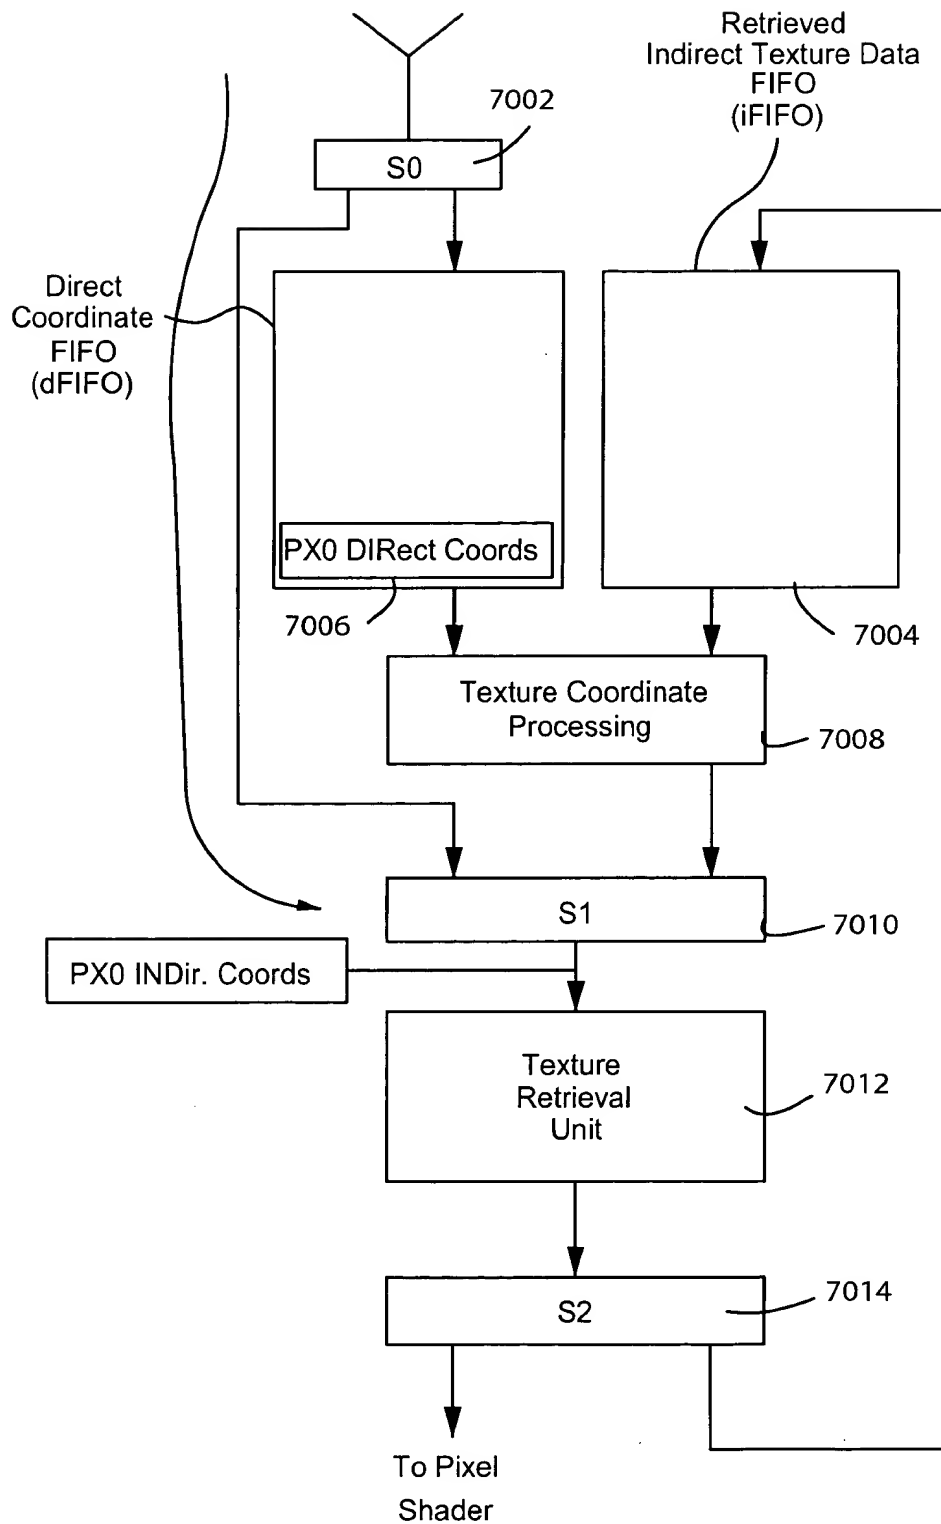 Retrieved
Indirect Texture Data
FIFO
(iFIFO)
7002
S0
Direct
Coordinate
FIFO
(dFIFO)
PX0 DIRect Coords
7006
7004
Texture Coordinate
Processing
7008
S1
7010
PX0 INDir. Coords
Texture
Retrieval
Unit
7012
7014
S2
To Pixel
Shader